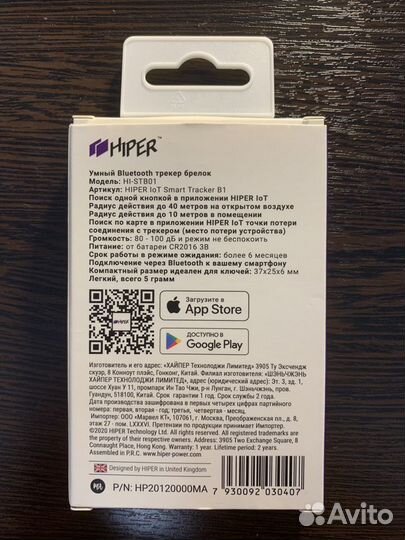 HIPER
Умный Bluetooth трекер брелок
Модель: HI-STB01
Артикул: HIPER IoT Smart Tracker B1
Поиск одной кнопкой в приложении HIPER IoT
Радиус действия до 40 метров на открытом воздухе
Радиус действия до 10 метров в помещении
Поиск по карте в приложении HIPER IoT точки потери
соединения с трекером (место потери устройства)
Громкость: 80 - 100 дБ и режим не беспокоить
Питание: от батареи CR2016 3В
Срок работы в режиме ожидания: более 6 месяцев
Подключение через Bluetooth к вашему смартфону
Компактный размер идеален для ключей: 37x25x6 мм
Легкий, всего 5 грамм
HIPER
Загрузите в
App Store
ДОСТУПНО В
Google Play
Изготовитель и его адрес: «ХАЙПЕР Технолоджи Лимитед» 3905 Ту Эксчендж
скуэр, 8 Конноут плэйс, Гонконг, Китай. Филиал изготовителя: «ШЭНЬЧЖЭНЬ
ХАЙПЕР ТЕХНОЛОДЖИ ЛИМИТЕД», адрес (юридический адрес): Эт. 3, зд. 1,
шоссе Хуан У 11, промпарк Ин Тао Чжи, р-н Лунган, г. Шэньчжэнь, пров.
Гуандун, 518100, Китай. Срок гарантии 1 год. Срок службы 2 года.
Дата производства зашифрована в первых четырех цифрах партийного
номера: первая, вторая - год; третья, четвертая - месяц.
Импортер: ООО «Марвел КТ», 107061, г. Москва, Преображенская пл., д. 8,
этаж 27 - пом. LXXXVI. Претензии по качеству принимает Импортер.
©2020 HIPER Technology Ltd. All rights reserved. All registered trademarks are
the property of their respective owners. Address: 3905 Two Exchange Square, 8
Connaught Place, Hong Kong. Warranty: 1 year. Lifetime period: 2 years.
Assembled in P.R.C. www.hiper-power.com.
Designed by HIPER in United Kingdom
P/N: HP20120000MA
7 930092 030407
Avito